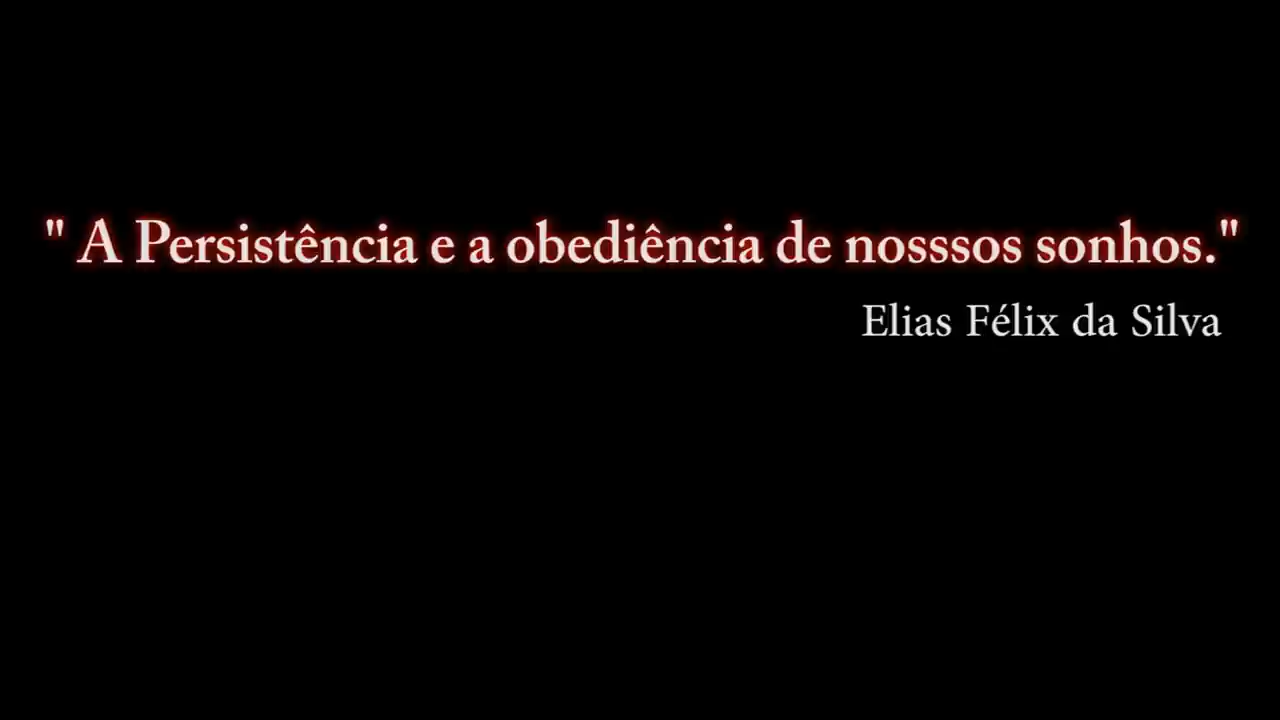 " A Persistência e a obediência de nosssos sonhos."
Elias Félix da Silva